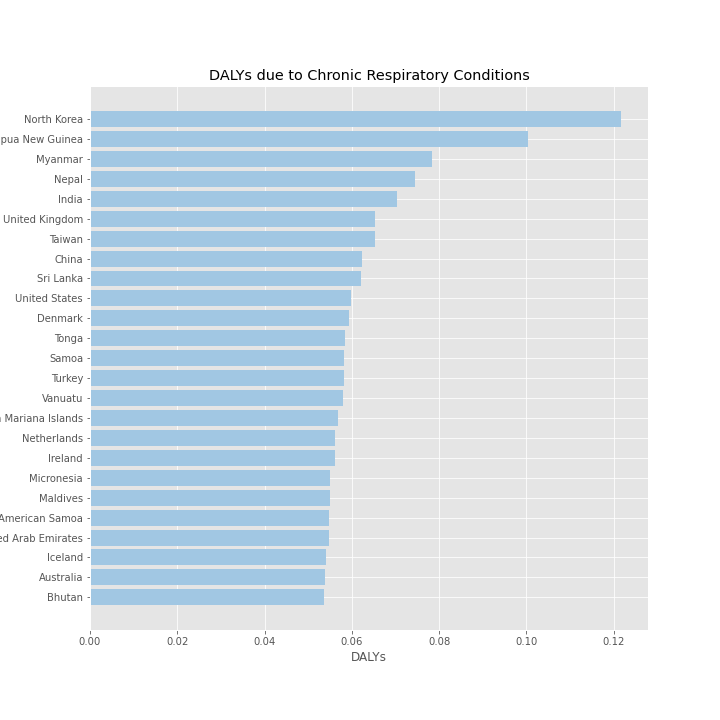 DALYs due to Chronic Respiratory Conditions
North Korea
pua New Guinea
Myanmar
Nepal
India
United Kingdom
Taiwan
China
Sri Lanka
United States
Denmark
Tonga
Samoa
Turkey
Vanuatu
Mariana Islands
Netherlands
Ireland
Micronesia
Maldives
American Samoa
ed Arab Emirates
Iceland
Australia
Bhutan
0.00 0.02 0.04 0.06 0.08 0.10 0.12
DALYs